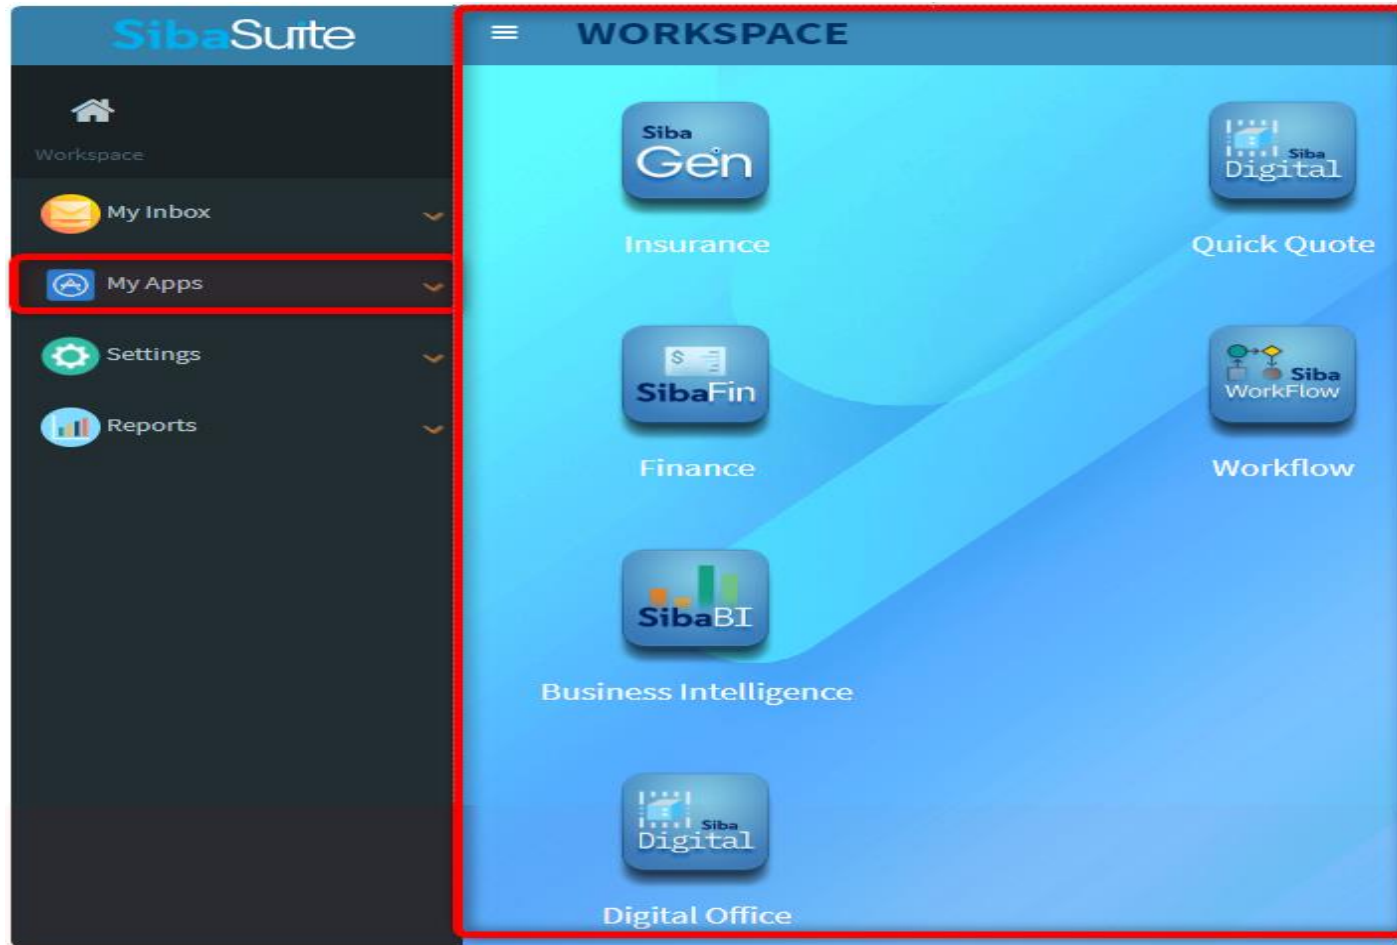 SibaSuite
WORKSPACE
Workspace
My Inbox
My Apps
Settings
Reports
Siba
Gen
Insurance
Siba
Digital
Quick Quote
$
SibaFin
Finance
Siba
WorkFlow
Workflow
SibaBI
Business Intelligence
Siba
Digital
Digital Office